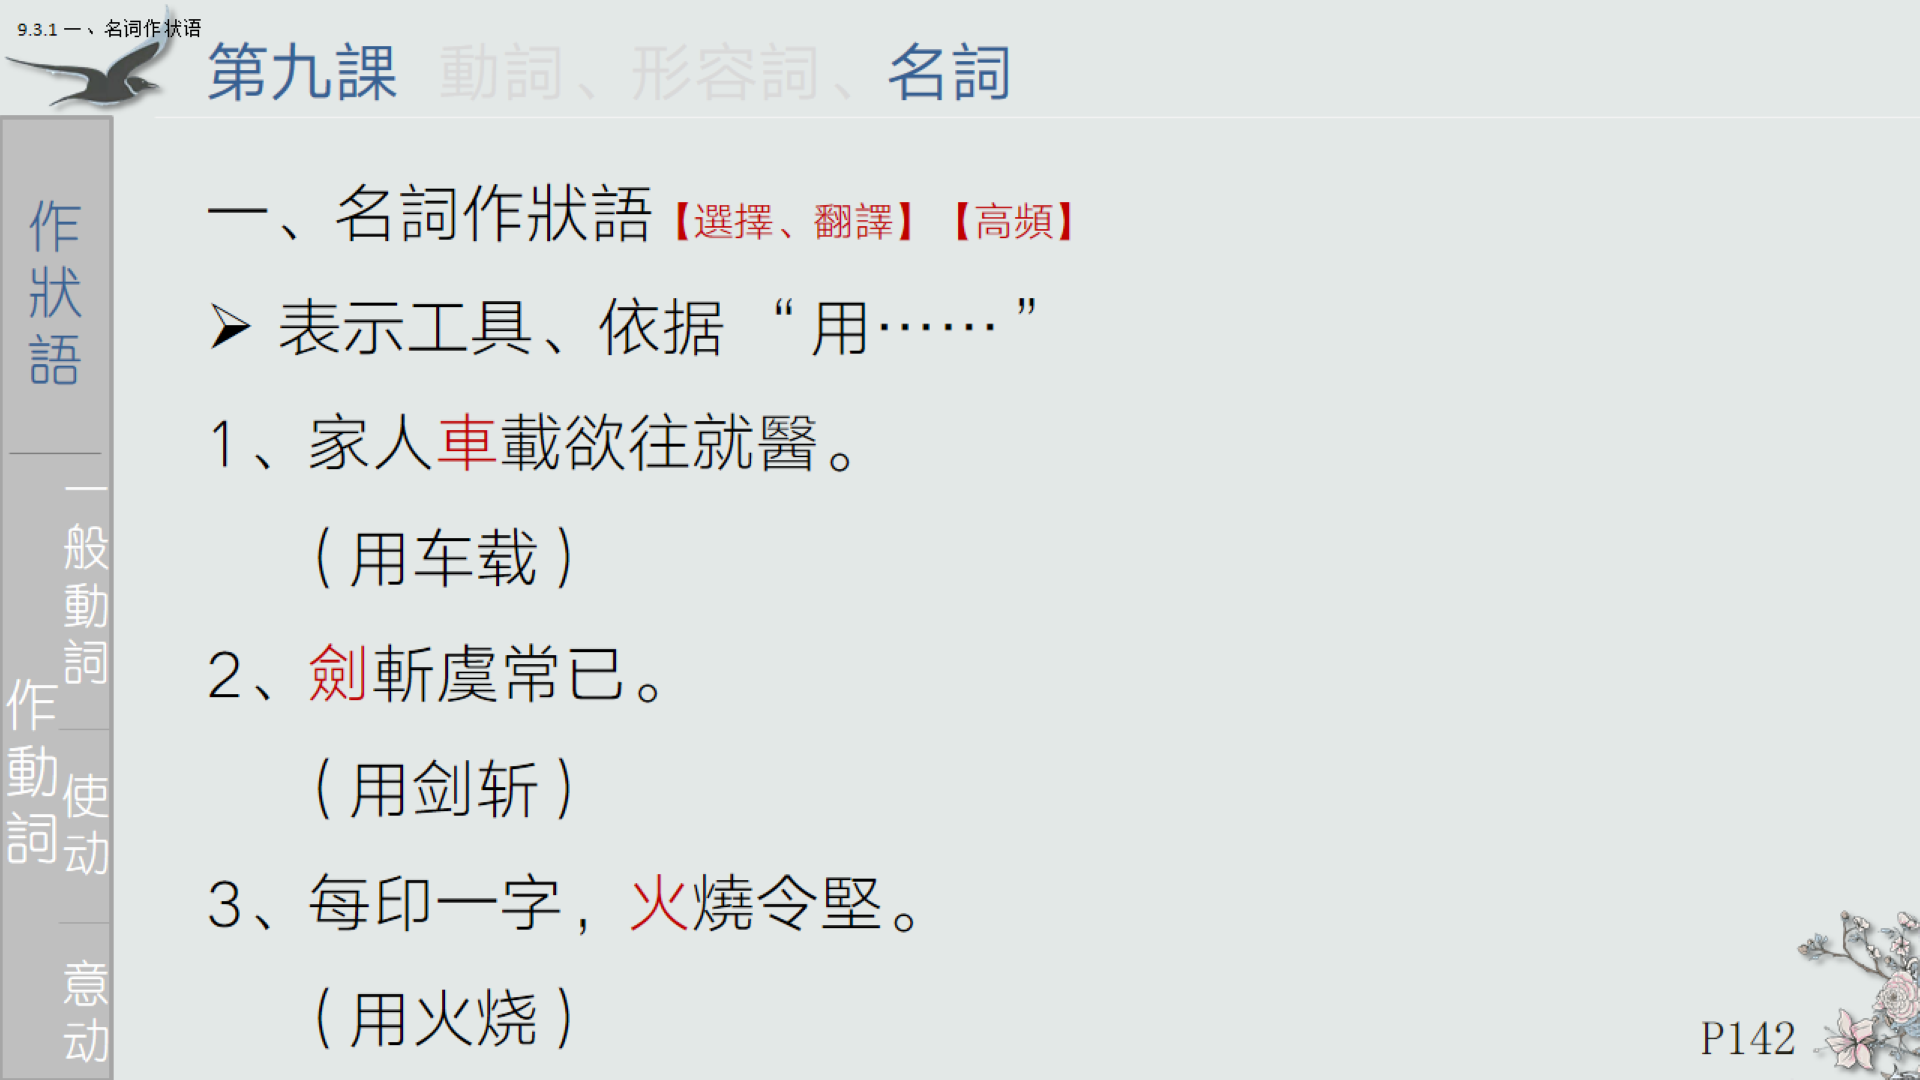 9.3.1 一、名词作状语
第九課 動詞、形容詞、名詞
作狀語
一般動詞
作動詞
使动
意动
一、名詞作狀語【選擇、翻譯】【高頻】
➢ 表示工具、依据 “用……”
1、家人車載欲往就醫。
（用车载）
2、劍斬虞常已。
（用剑斩）
3、每印一字，火燒令堅。
（用火烧）
P142